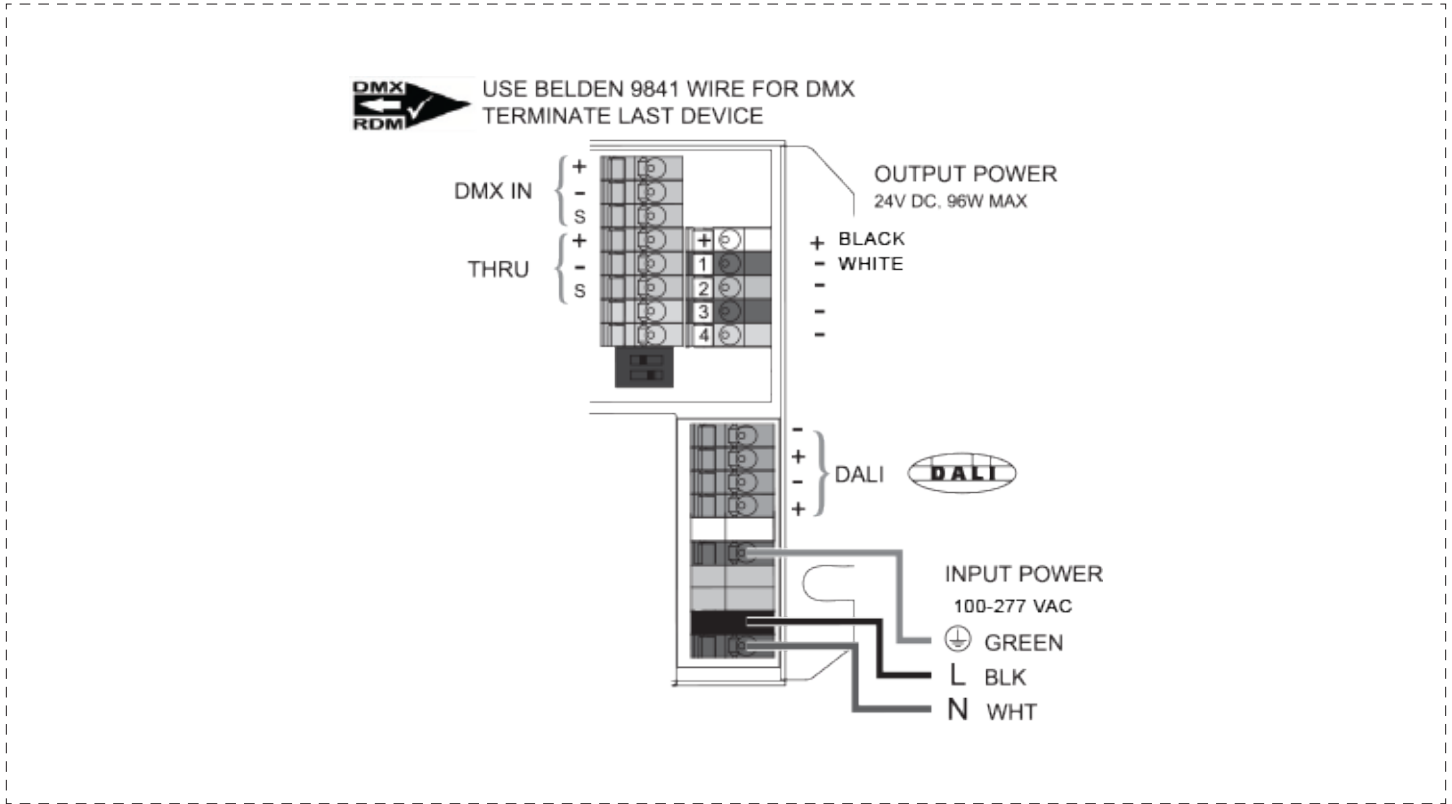 DMX
RDM
USE BELDEN 9841 WIRE FOR DMX
TERMINATE LAST DEVICE
DMX IN
+
-
S
THRU
+
-
S
+
1
2
3
4
OUTPUT POWER
24V DC, 96W MAX
+ BLACK
- WHITE
-
-
-
-
+
-
+
DALI
DALI
INPUT POWER
100-277 VAC
GREEN
L BLK
N WHT